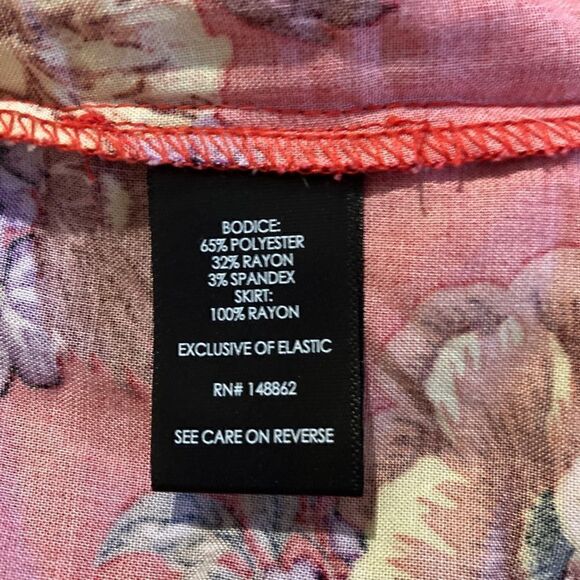 BODICE:
65% POLYESTER
32% RAYON
3% SPANDEX
SKIRT:
100% RAYON
EXCLUSIVE OF ELASTIC
RN# 148862
SEE CARE ON REVERSE